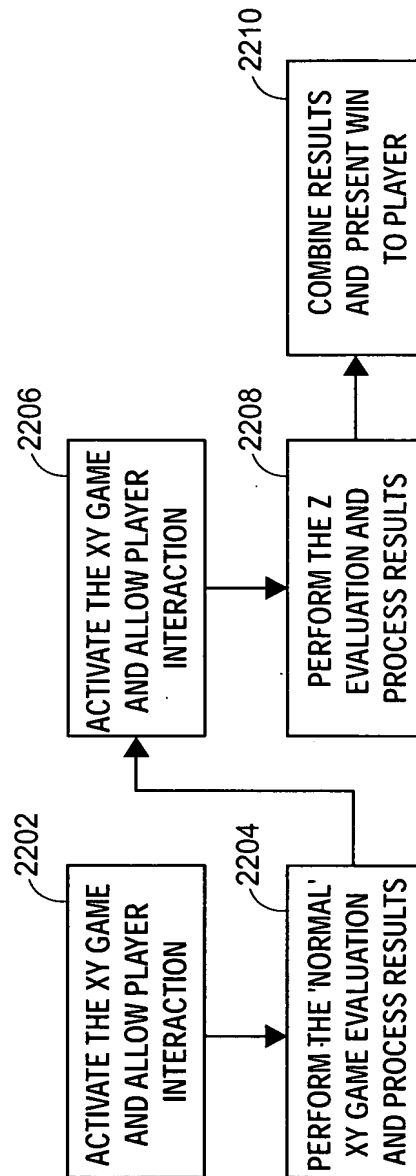 2202
ACTIVATE THE XY GAME
AND ALLOW PLAYER
INTERACTION
2204
PERFORM THE 'NORMAL'
XY GAME EVALUATION
AND PROCESS RESULTS
2206
ACTIVATE THE XY GAME
AND ALLOW PLAYER
INTERACTION
2208
PERFORM THE Z
EVALUATION AND
PROCESS RESULTS
2210
COMBINE RESULTS
AND PRESENT WIN
TO PLAYER